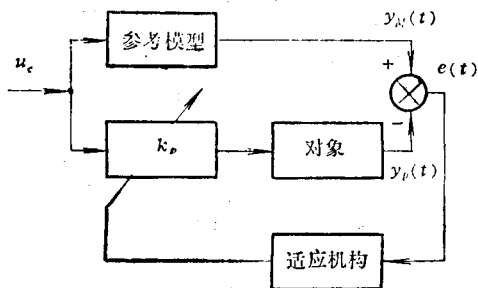 y_M(t)
参考模型
u_c
+
e(t)
k_p
对象
−
y_p(t)
适应机构